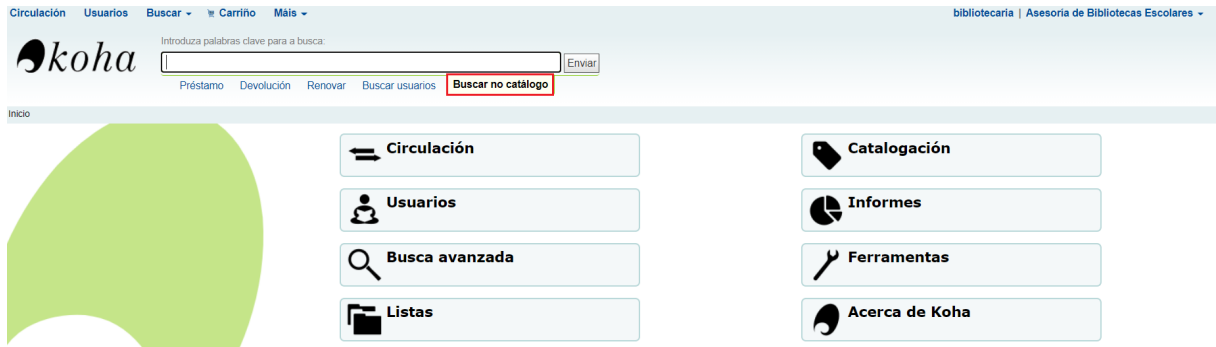 Circulación Usuarios Buscar Carriño Máis bibliotecaria | Asesoria de Bibliotecas Escolares
koha
Introduza palabras clave para a busca:
Enviar
Préstamo Devolución Renovar Buscar usuarios Buscar no catálogo
Inicio
Circulación Catalogación
Usuarios Informes
Busca avanzada Ferramentas
Listas Acerca de Koha